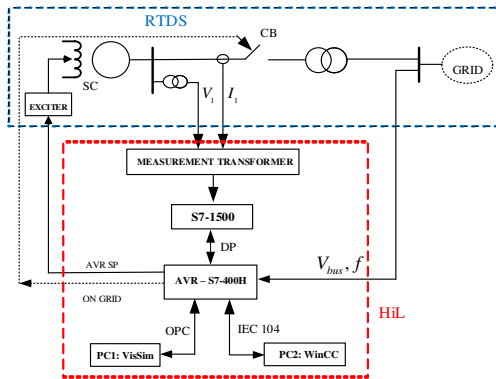 RTDS
CB
SC
GRID
EXCITER
V₁
I₁
MEASUREMENT TRANSFORMER
S7-1500
DP
V_bus, f
AVR SP
AVR – S7-400H
ON GRID
HiL
OPC
IEC 104
PC1: VisSim
PC2: WinCC